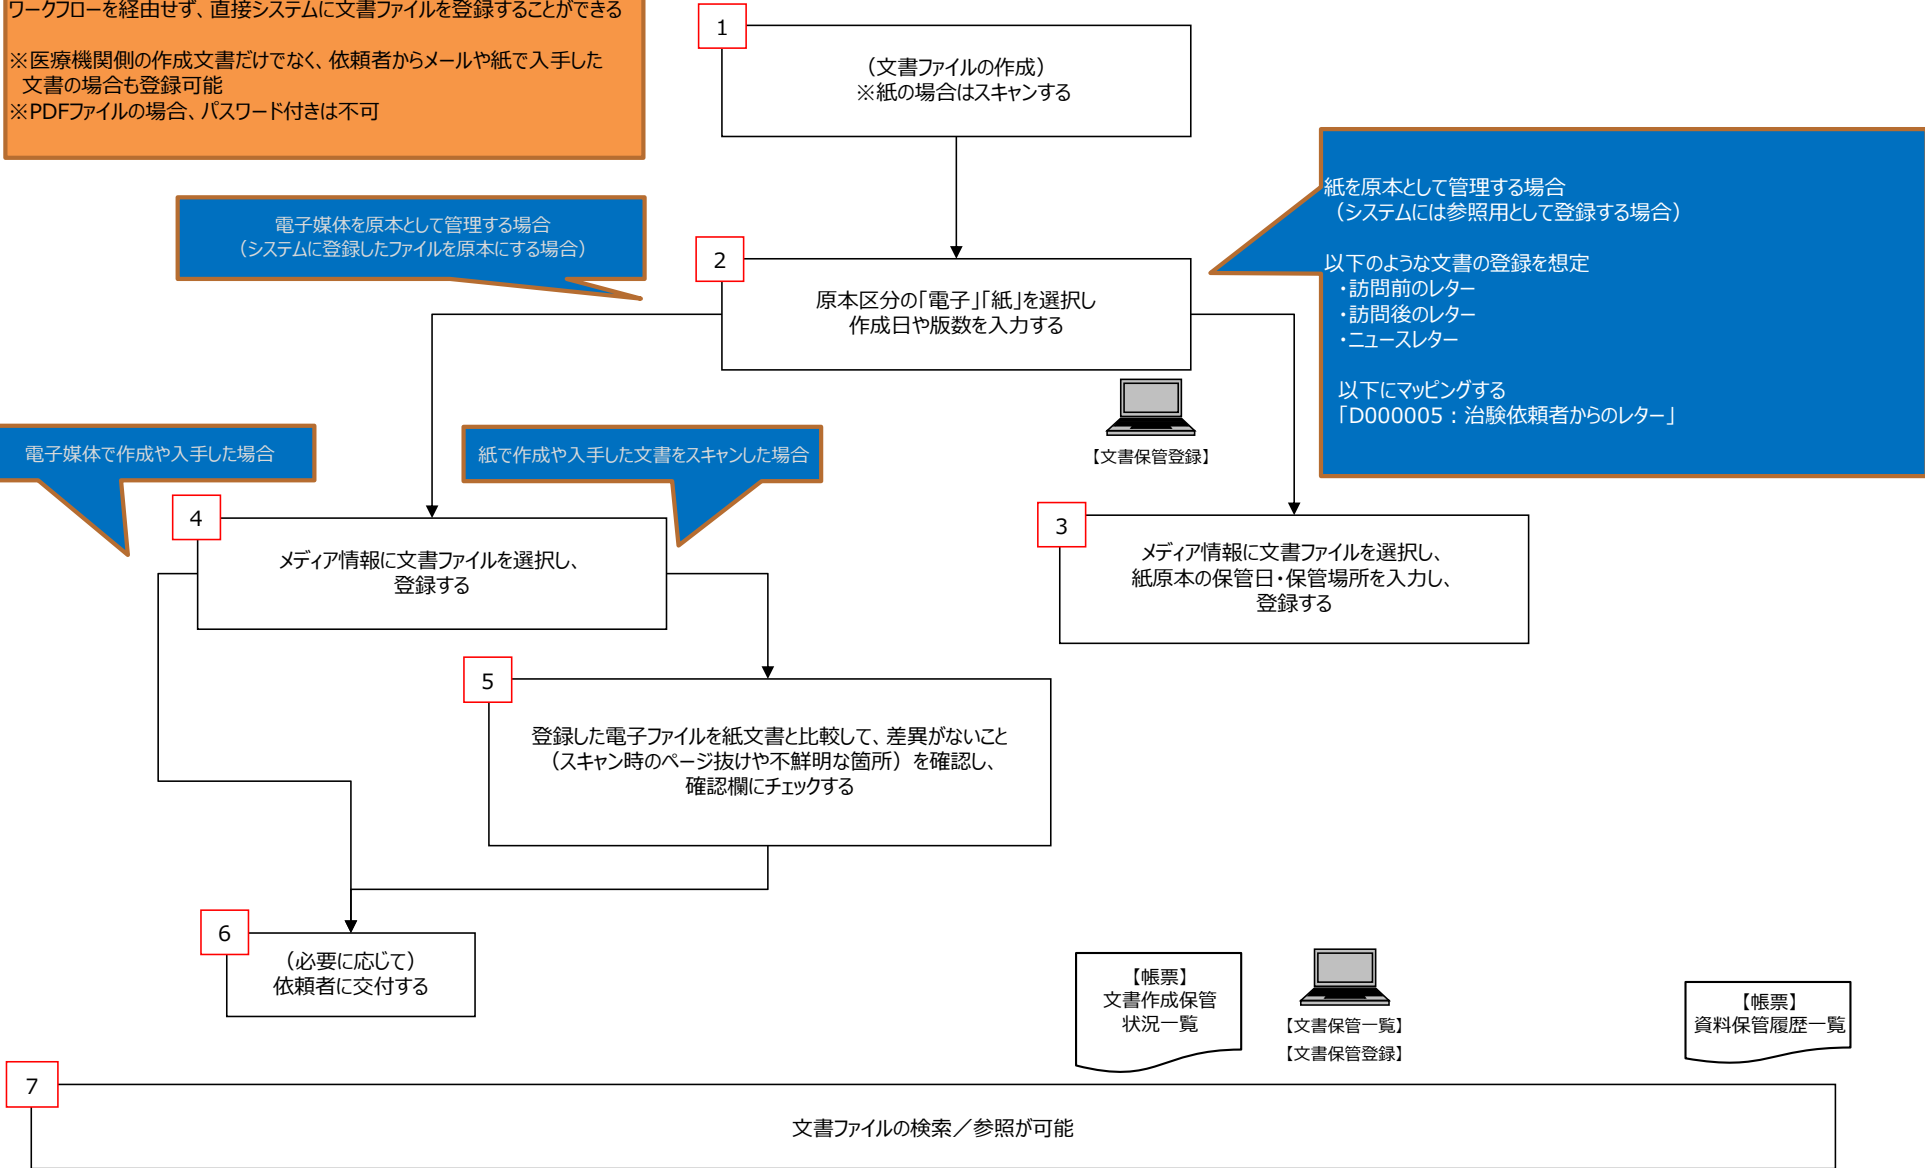 ワークフローを経由せず、直接システムに文書ファイルを登録することができる
※医療機関側の作成文書だけでなく、依頼者からメールや紙で入手した
文書の場合も登録可能
※PDFファイルの場合、パスワード付きは不可
1
（文書ファイルの作成）
※紙の場合はスキャンする
電子媒体を原本として管理する場合
（システムに登録したファイルを原本にする場合）
2
原本区分の「電子」「紙」を選択し
作成日や版数を入力する
紙を原本として管理する場合
（システムには参照用として登録する場合）
以下のような文書の登録を想定
・訪問前のレター
・訪問後のレター
・ニュースレター
以下にマッピングする
「D000005：治験依頼者からのレター」
【文書保管登録】
電子媒体で作成や入手した場合
紙で作成や入手した文書をスキャンした場合
4
メディア情報に文書ファイルを選択し、
登録する
3
メディア情報に文書ファイルを選択し、
紙原本の保管日・保管場所を入力し、
登録する
5
登録した電子ファイルを紙文書と比較して、差異がないこと
（スキャン時のページ抜けや不鮮明な箇所）を確認し、
確認欄にチェックする
6
（必要に応じて）
依頼者に交付する
【帳票】
文書作成保管
状況一覧
【文書保管一覧】
【文書保管登録】
【帳票】
資料保管履歴一覧
7
文書ファイルの検索／参照が可能